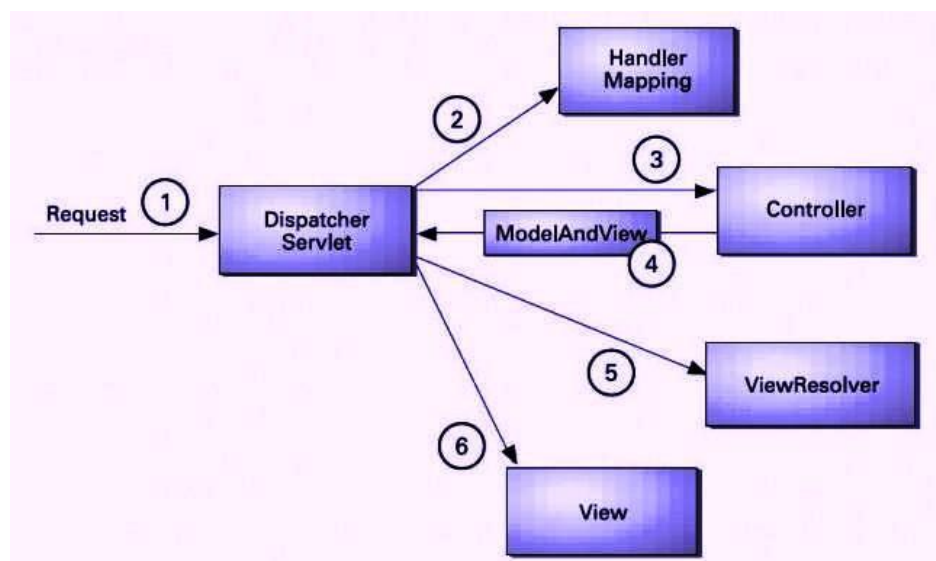 Handler
Mapping
2
3
1
Request
Dispatcher
Servlet
Controller
ModelAndView
4
5
ViewResolver
6
View